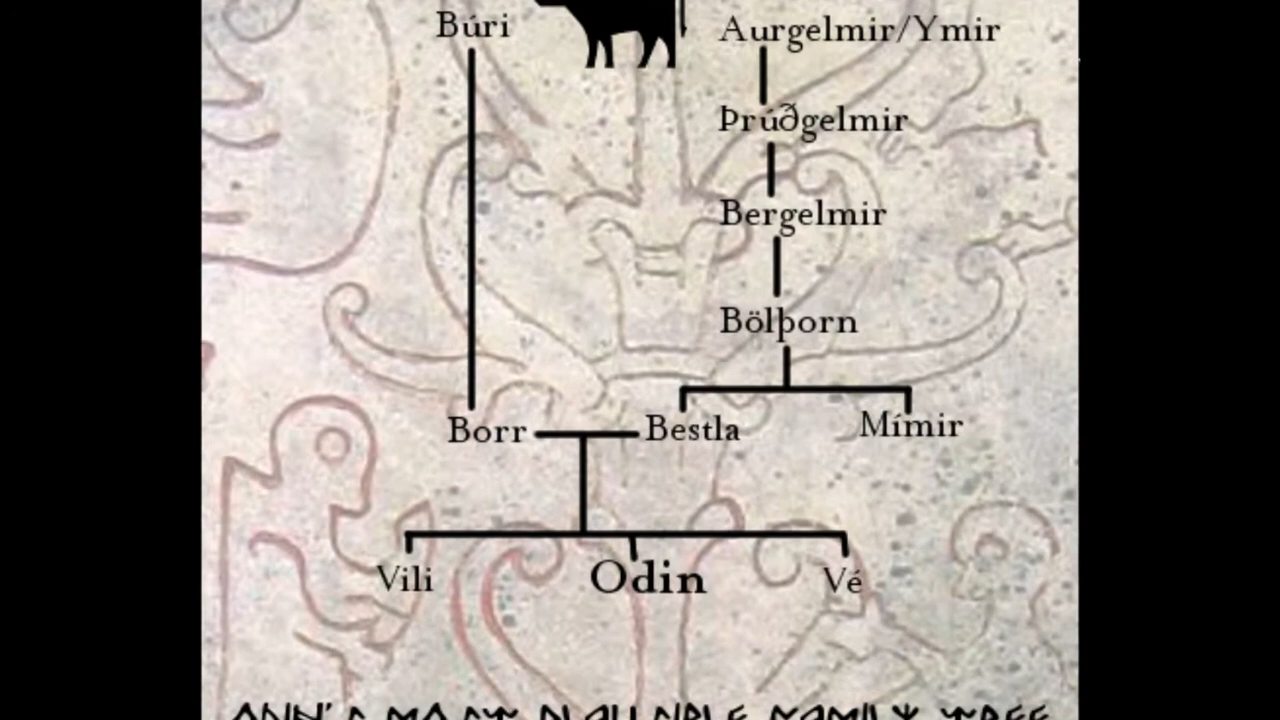 Búri
Aurgelmir/Ymir
Þrúðgelmir
Bergelmir
Bölþorn
Borr
Bestla
Mímir
Vili
Odin
Vé